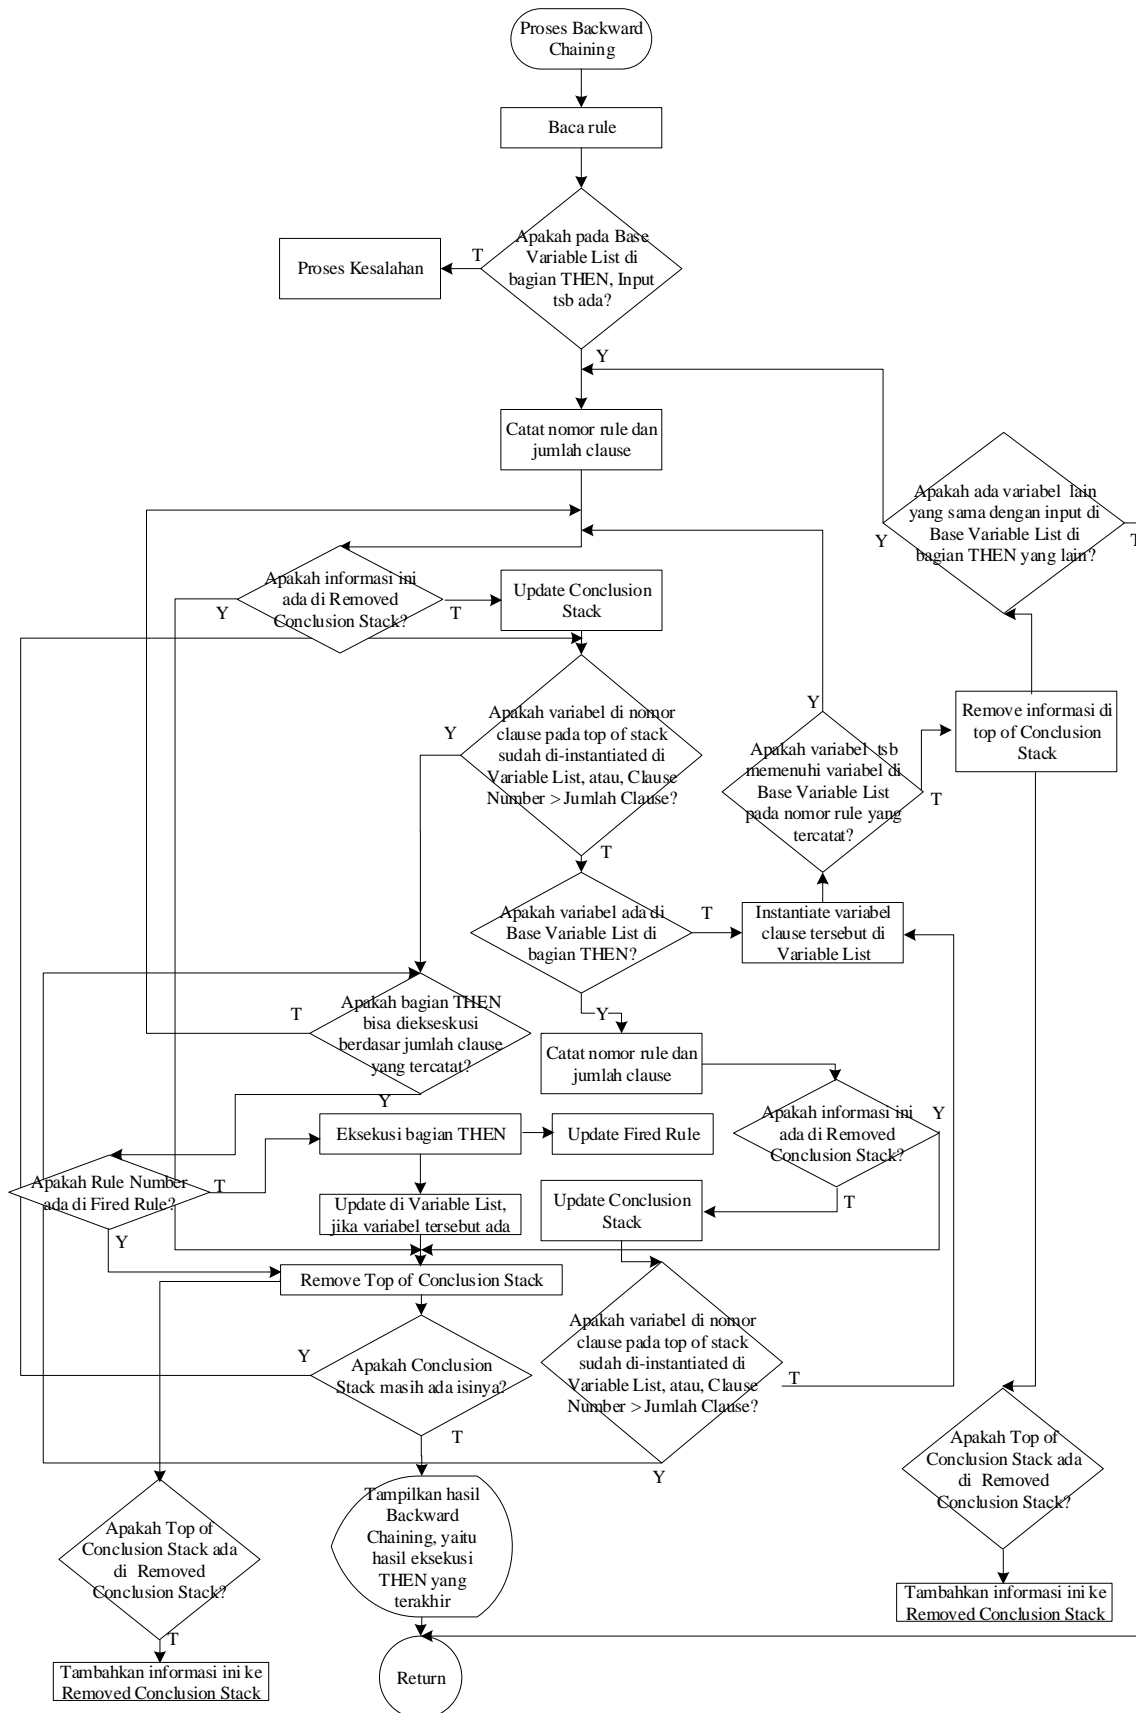 Proses Backward
Chaining
Baca rule
Apakah pada Base
Variable List di
bagian THEN, Input
tsb ada?
T
Proses Kesalahan
Y
Catat nomor rule dan
jumlah clause
Apakah ada variabel lain
yang sama dengan input di
Base Variable List di
bagian THEN yang lain?
Y
T
Apakah informasi ini
ada di Removed
Conclusion Stack?
Y
T
Update Conclusion
Stack
Apakah variabel di nomor
clause pada top of stack
sudah di-instantiated di
Variable List, atau, Clause
Number > Jumlah Clause?
Y
T
Apakah variabel tsb
memenuhi variabel di
Base Variable List
pada nomor rule yang
tercatat?
Y
T
Remove informasi di
top of Conclusion
Stack
Apakah variabel ada di
Base Variable List di
bagian THEN?
T
Y
Instantiate variabel
clause tersebut di
Variable List
Apakah bagian THEN
bisa diekseskusi
berdasar jumlah clause
yang tercatat?
T
Y
Catat nomor rule dan
jumlah clause
Apakah informasi ini
ada di Removed
Conclusion Stack?
Y
T
Eksekusi bagian THEN
Update Fired Rule
Apakah Rule Number
ada di Fired Rule?
T
Y
Update di Variable List,
jika variabel tersebut ada
Update Conclusion
Stack
Remove Top of Conclusion Stack
Apakah Conclusion
Stack masih ada isinya?
Y
T
Apakah variabel di nomor
clause pada top of stack
sudah di-instantiated di
Variable List, atau, Clause
Number > Jumlah Clause?
T
Y
Apakah Top of
Conclusion Stack ada
di Removed
Conclusion Stack?
Tambahkan informasi ini ke
Removed Conclusion Stack
Tampilkan hasil
Backward
Chaining, yaitu
hasil eksekusi
THEN yang
terakhir
Apakah Top of
Conclusion Stack ada
di Removed
Conclusion Stack?
T
Tambahkan informasi ini ke
Removed Conclusion Stack
Return